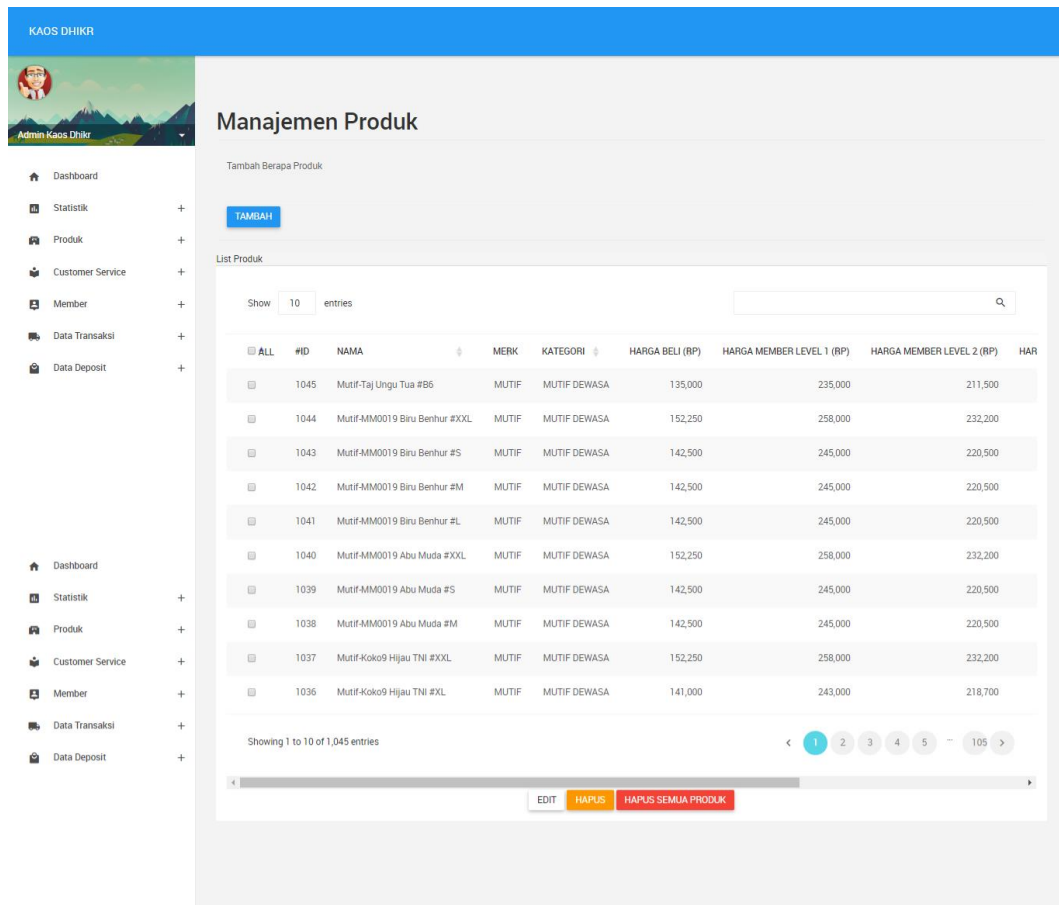 KAOS DHIKR
Admin Kaos Dhikr
Dashboard
Statistik +
Produk +
Customer Service +
Member +
Data Transaksi +
Data Deposit +
Dashboard
Statistik +
Produk +
Customer Service +
Member +
Data Transaksi +
Data Deposit +
Manajemen Produk
Tambah Berapa Produk
TAMBAH
List Produk
Show 10 entries
ALL #ID NAMA MERK KATEGORI HARGA BELI (RP) HARGA MEMBER LEVEL 1 (RP) HARGA MEMBER LEVEL 2 (RP) HAR
1045 Mutif-Taj Ungu Tua #B6 MUTIF MUTIF DEWASA 135,000 235,000 211,500
1044 Mutif-MM0019 Biru Benhur #XXL MUTIF MUTIF DEWASA 152,250 258,000 232,200
1043 Mutif-MM0019 Biru Benhur #S MUTIF MUTIF DEWASA 142,500 245,000 220,500
1042 Mutif-MM0019 Biru Benhur #M MUTIF MUTIF DEWASA 142,500 245,000 220,500
1041 Mutif-MM0019 Biru Benhur #L MUTIF MUTIF DEWASA 142,500 245,000 220,500
1040 Mutif-MM0019 Abu Muda #XXL MUTIF MUTIF DEWASA 152,250 258,000 232,200
1039 Mutif-MM0019 Abu Muda #S MUTIF MUTIF DEWASA 142,500 245,000 220,500
1038 Mutif-MM0019 Abu Muda #M MUTIF MUTIF DEWASA 142,500 245,000 220,500
1037 Mutif-Koko9 Hijau TNI #XXL MUTIF MUTIF DEWASA 152,250 258,000 232,200
1036 Mutif-Koko9 Hijau TNI #XL MUTIF MUTIF DEWASA 141,000 243,000 218,700
Showing 1 to 10 of 1,045 entries
‹ 1 2 3 4 5 ... 105 ›
EDIT HAPUS HAPUS SEMUA PRODUK